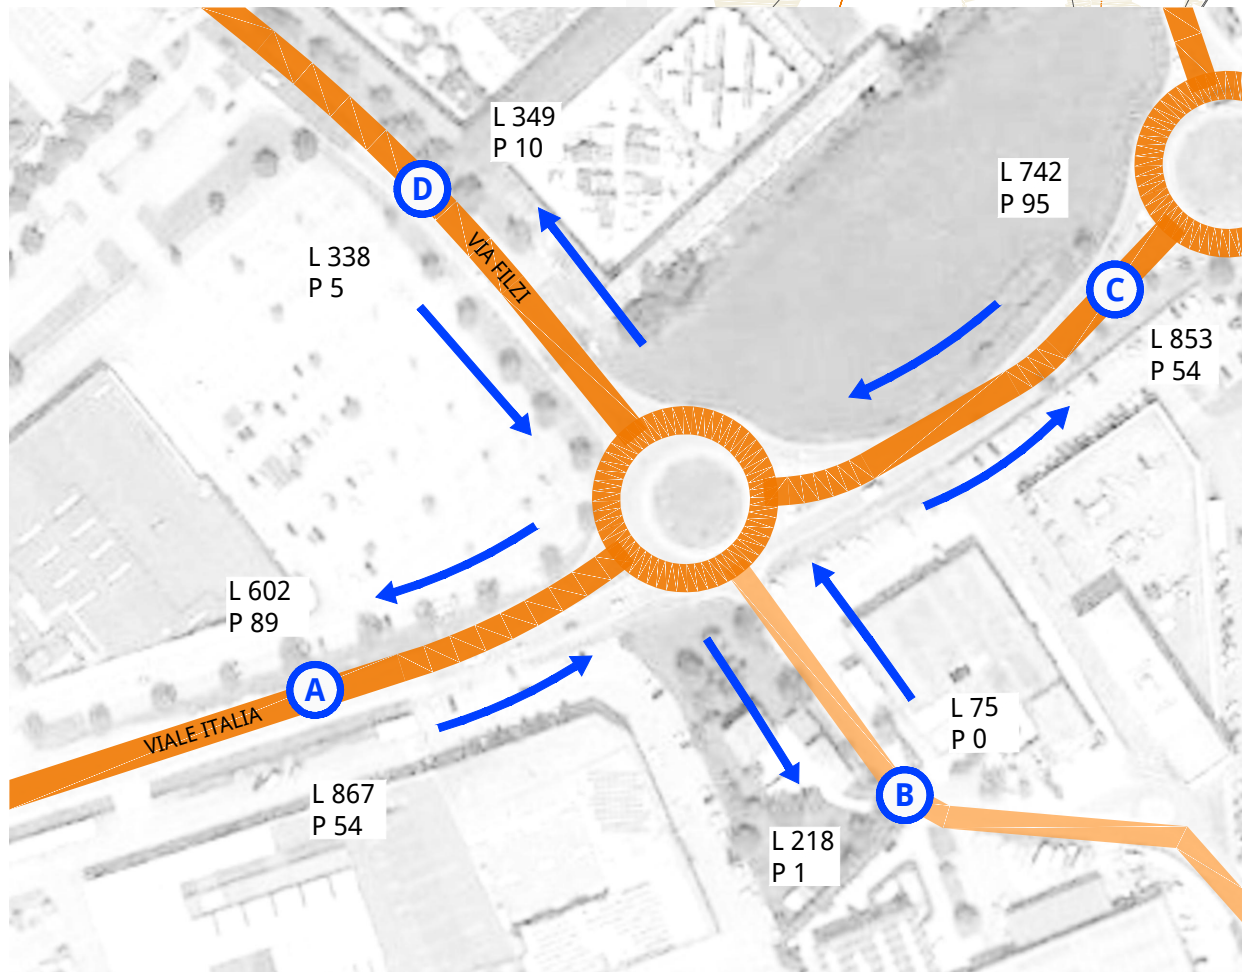 L 349
P 10
L 742
P 95
D
VIA FILZI
L 338
P 5
C
L 853
P 54
L 602
P 89
A
VIALE ITALIA
L 75
P 0
B
L 867
P 54
L 218
P 1